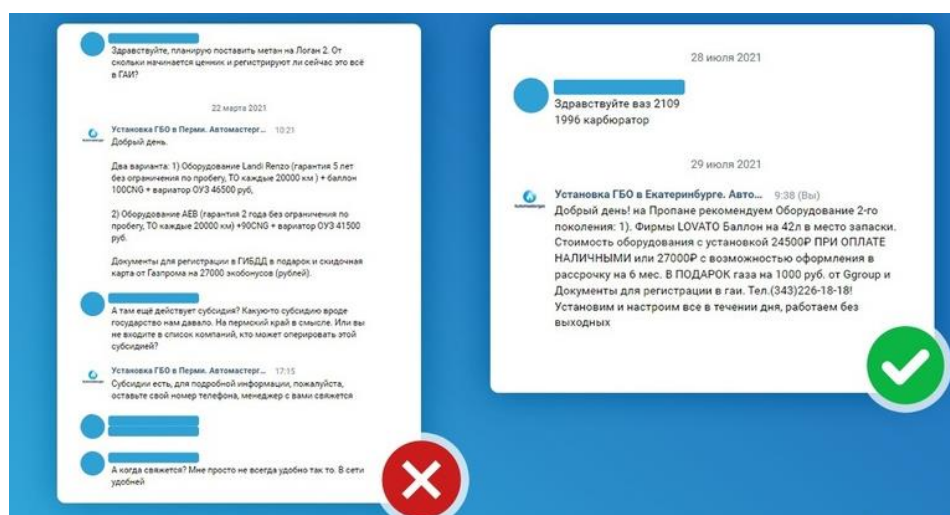 Здравствуйте, планирую поставить метан на Логан 2. От
скольки начинается ценник и регистрируют ли сейчас это всё
в ГАИ?
22 марта 2021
Установка ГБО в Перми. Автомастерг... 10:21
Добрый день.
Два варианта: 1) Оборудование Landi Renzo (гарантия 5 лет
без ограничения по пробегу, ТО каждые 20000 км ) + баллон
100CNG + вариатор ОУЗ 46500 руб,
2) Оборудование AEB (гарантия 2 года без ограничения по
пробегу, ТО каждые 20000 км) +90CNG + вариатор ОУЗ 41500
руб.
Документы для регистрации в ГИБДД в подарок и скидочная
карта от Газпрома на 27000 экобонусов (рублей).
А там ещё действует субсидия? Какую-то субсидию вроде
государство нам давало. На пермский край в смысле. Или вы
не входите в список компаний, кто может оперировать этой
субсидией?
Установка ГБО в Перми. Автомастерг... 17:15
Субсидии есть, для подробной информации, пожалуйста,
оставьте свой номер телефона, менеджер с вами свяжется
А когда свяжется? Мне просто не всегда удобно так то. В сети
удобней
28 июля 2021
Здравствуйте ваз 2109
1996 карбюратор
29 июля 2021
Установка ГБО в Екатеринбурге. Авто... 9:38 (Вы)
Добрый день! на Пропане рекомендуем Оборудование 2-го
поколения: 1). Фирмы LOVATO Баллон на 42л в место запаски.
Стоимость оборудования с установкой 24500₽ ПРИ ОПЛАТЕ
НАЛИЧНЫМИ или 27000₽ с возможностью оформления в
рассрочку на 6 мес. В ПОДАРОК газа на 1000 руб. от Ggroup и
Документы для регистрации в гаи. Тел.(343)226-18-18!
Установим и настроим все в течении дня, работаем без
выходных